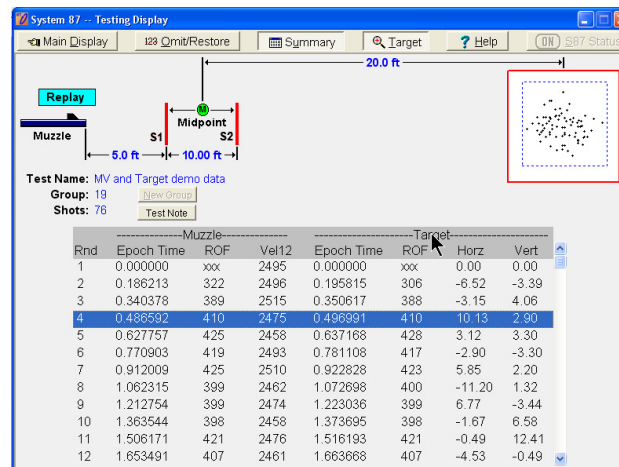 System 87 -- Testing Display
Main Display 123 Omit/Restore Summary Target ? Help ON S87 Status
20.0 ft
Replay
M
Midpoint
Muzzle S1 S2
5.0 ft 10.00 ft
Test Name: MV and Target demo data
Group: 19 New Group
Shots: 76 Test Note
--------------Muzzle-------------- ---------------------Target---------------------
Rnd Epoch Time ROF Vel12 Epoch Time ROF Horz Vert
1 0.000000 xxx 2495 0.000000 xxx 0.00 0.00
2 0.186213 322 2496 0.195815 306 -6.52 -3.39
3 0.340378 389 2515 0.350617 388 -3.15 4.06
4 0.486592 410 2475 0.496991 410 10.13 2.90
5 0.627757 425 2458 0.637168 428 3.12 3.30
6 0.770903 419 2493 0.781108 417 -2.90 -3.30
7 0.912009 425 2510 0.922828 423 5.85 2.20
8 1.062315 399 2462 1.072698 400 -11.20 1.32
9 1.212754 399 2474 1.223036 399 6.77 -3.44
10 1.363544 398 2458 1.373695 398 -1.67 6.58
11 1.506171 421 2476 1.516193 421 -0.49 12.41
12 1.653491 407 2461 1.663668 407 -4.53 -0.49